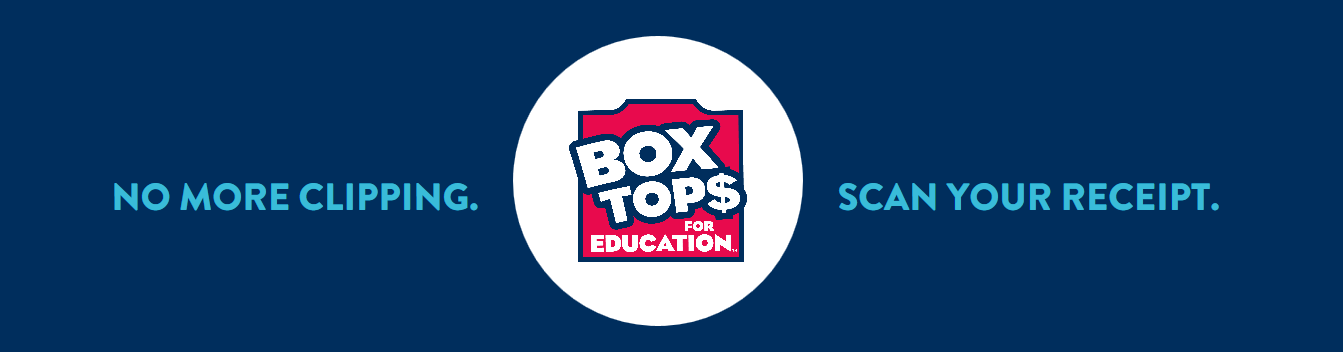 NO MORE CLIPPING.
BOX
TOP$
FOR
EDUCATION
SCAN YOUR RECEIPT.